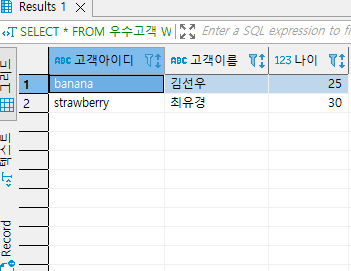 Results 1
SELECT * FROM 우수고객 W
Enter a SQL expression to fi
ABC 고객아이디 ABC 고객이름 123 나이
1 banana 김선우 25
2 strawberry 최유경 30
그리드
텍스트
Record